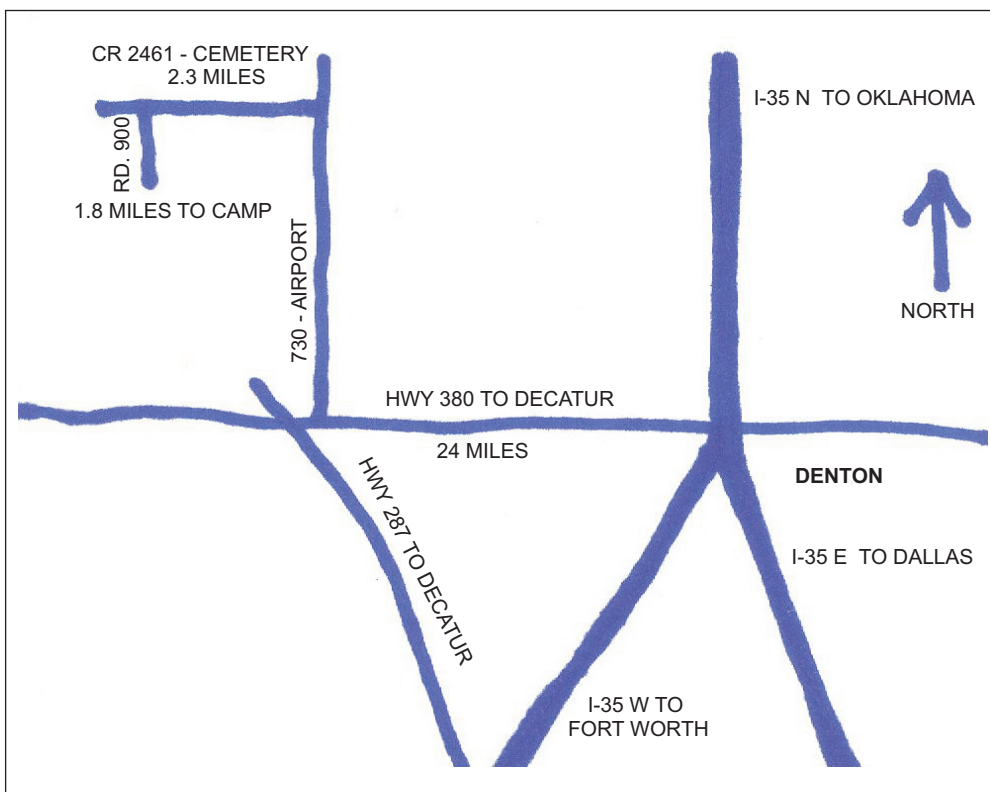 CR 2461 - CEMETERY
2.3 MILES
I-35 N TO OKLAHOMA
RD. 900
1.8 MILES TO CAMP
730 - AIRPORT
NORTH
HWY 380 TO DECATUR
24 MILES
DENTON
HWY 287 TO DECATUR
I-35 E TO DALLAS
I-35 W TO
FORT WORTH